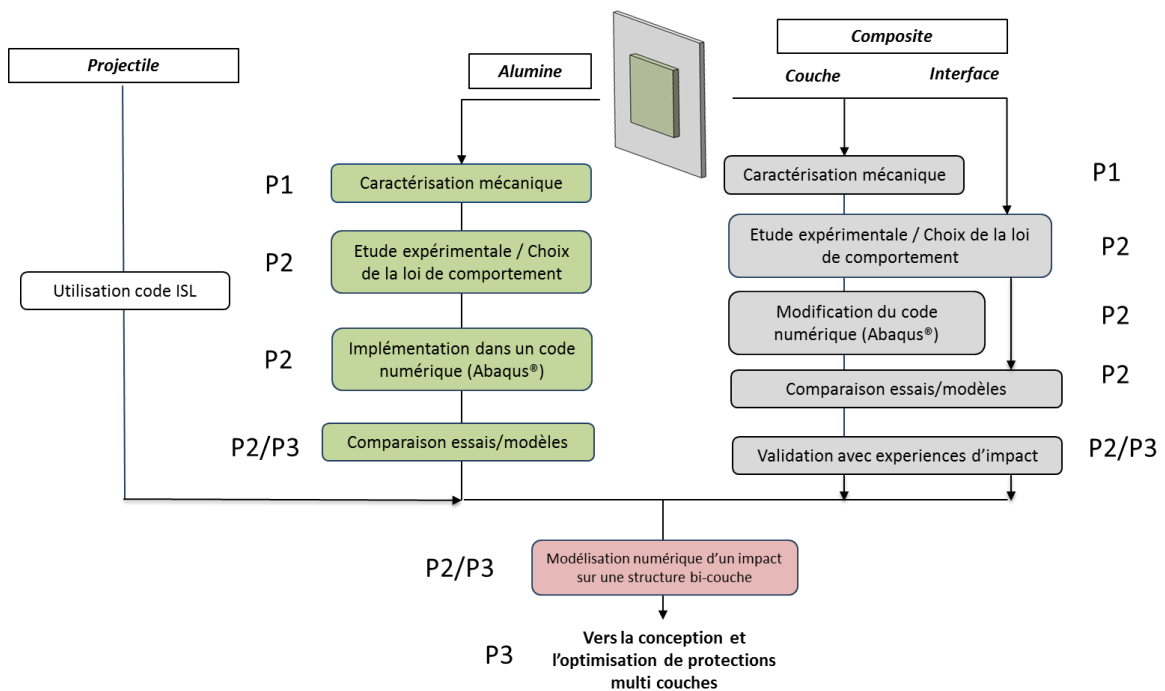 Projectile
Utilisation code ISL
Alumine
P1
Caractérisation mécanique
P2
Etude expérimentale / Choix
de la loi de comportement
P2
Implémentation dans un code
numérique (Abaqus®)
P2/P3
Comparaison essais/modèles
Composite
Couche
Interface
Caractérisation mécanique
P1
Etude expérimentale / Choix de la loi
de comportement
P2
Modification du code
numérique (Abaqus®)
P2
Comparaison essais/modèles
P2
Validation avec experiences d'impact
P2/P3
P2/P3
Modélisation numérique d'un impact
sur une structure bi-couche
P3
Vers la conception et
l'optimisation de protections
multi couches